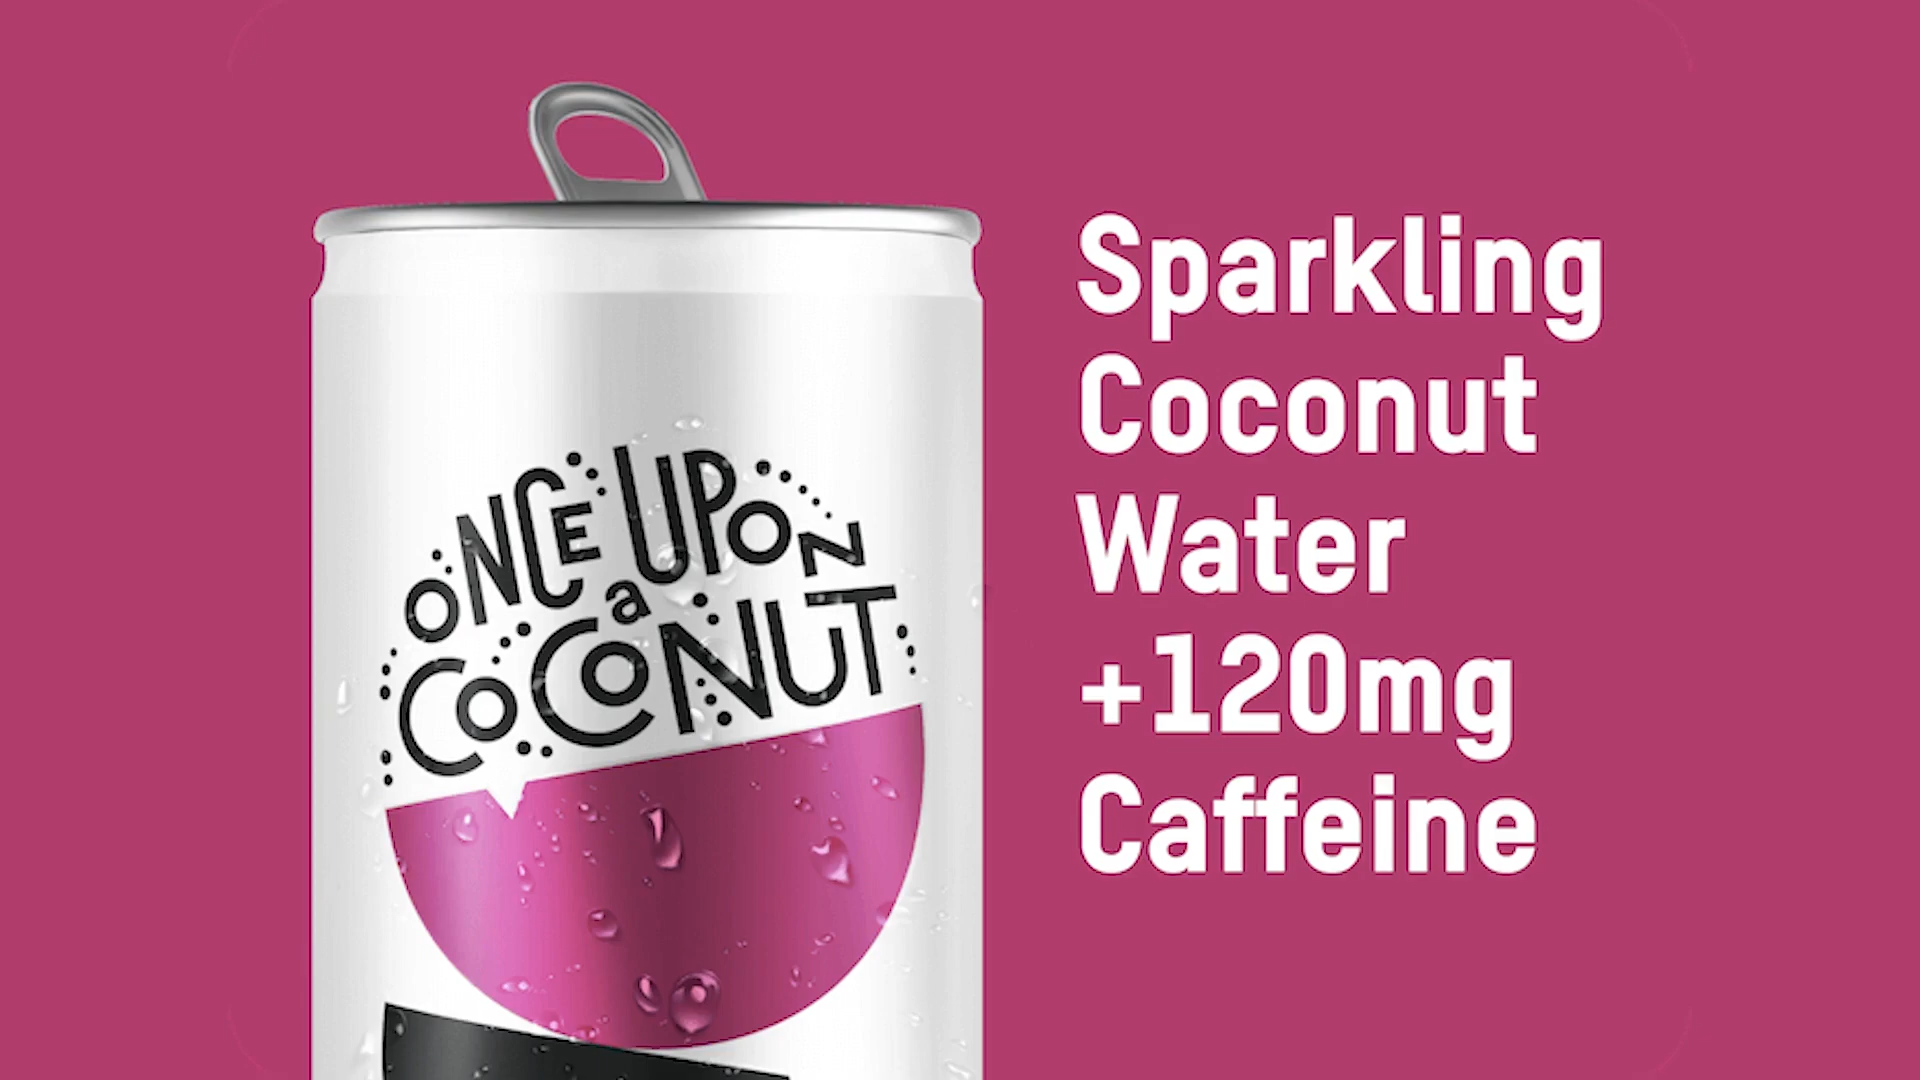 ONCE UPON
a
COCONUT
Sparkling
Coconut
Water
+120mg
Caffeine